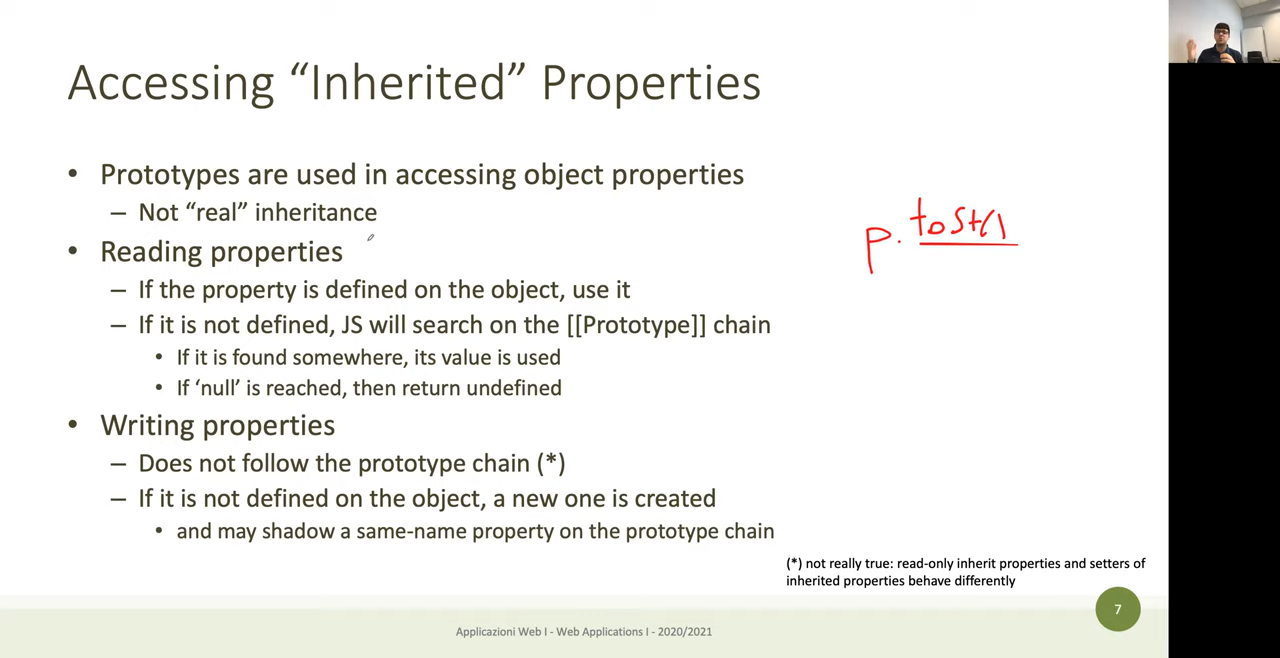 Accessing “Inherited” Properties
• Prototypes are used in accessing object properties
– Not “real” inheritance
• Reading properties
– If the property is defined on the object, use it
– If it is not defined, JS will search on the [[Prototype]] chain
• If it is found somewhere, its value is used
• If ‘null’ is reached, then return undefined
• Writing properties
– Does not follow the prototype chain (*)
– If it is not defined on the object, a new one is created
• and may shadow a same-name property on the prototype chain
p.toSt()
(*) not really true: read-only inherit properties and setters of
inherited properties behave differently
7
Applicazioni Web I - Web Applications I - 2020/2021